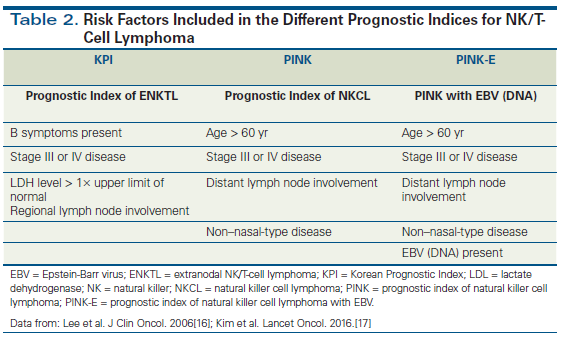 Table 2. Risk Factors Included in the Different Prognostic Indices for NK/T-
Cell Lymphoma
KPI PINK PINK-E
Prognostic Index of ENKTL Prognostic Index of NKCL PINK with EBV (DNA)
B symptoms present Age > 60 yr Age > 60 yr
Stage III or IV disease Stage III or IV disease Stage III or IV disease
LDH level > 1× upper limit of Distant lymph node involvement Distant lymph node
normal involvement
Regional lymph node involvement
Non–nasal-type disease Non–nasal-type disease
EBV (DNA) present
EBV = Epstein-Barr virus; ENKTL = extranodal NK/T-cell lymphoma; KPI = Korean Prognostic Index; LDL = lactate
dehydrogenase; NK = natural killer; NKCL = natural killer cell lymphoma; PINK = prognostic index of natural killer cell
lymphoma; PINK-E = prognostic index of natural killer cell lymphoma with EBV.
Data from: Lee et al. J Clin Oncol. 2006[16]; Kim et al. Lancet Oncol. 2016.[17]